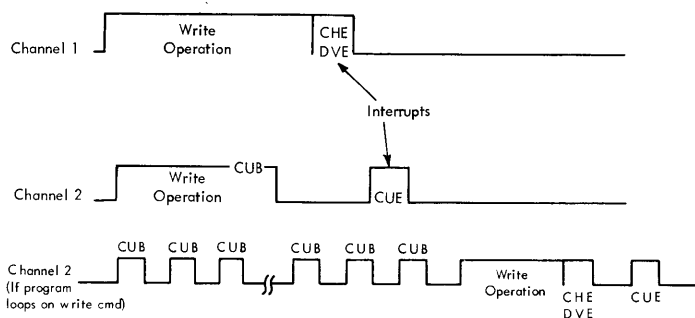 Channel 1
Write
Operation
CHE
DVE
Interrupts
Channel 2
Write
Operation
CUB
CUE
Channel 2
(If program
loops on write cmd)
CUB
CUB
CUB
CUB
CUB
CUB
Write
Operation
CHE
DVE
CUE